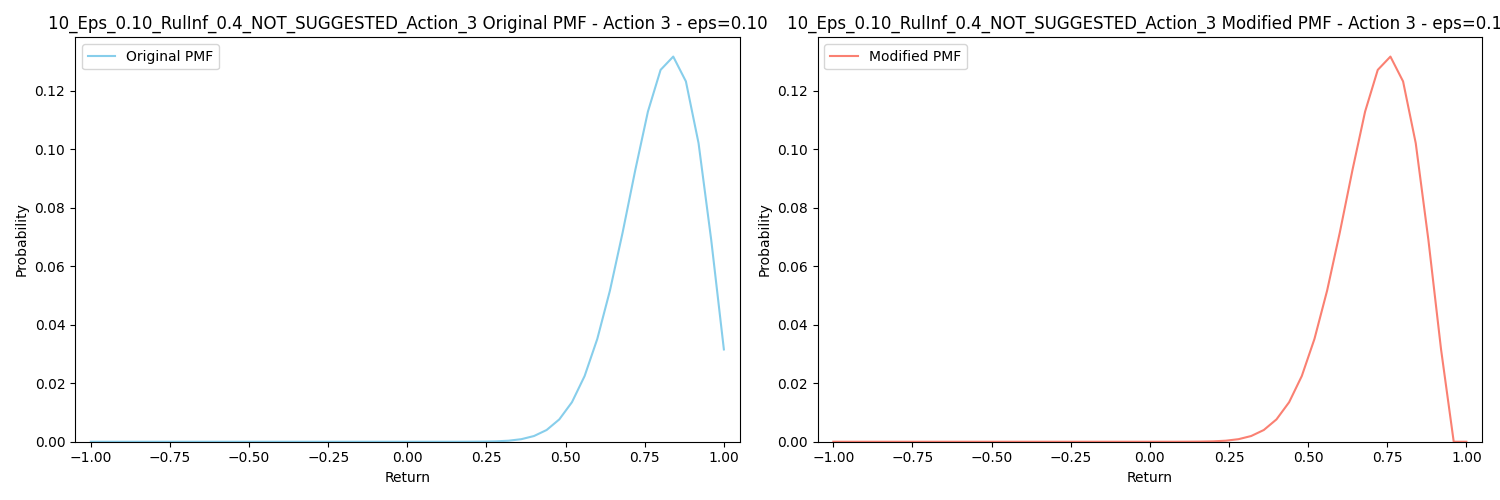 10_Eps_0.10_RulInf_0.4_NOT_SUGGESTED_Action_3 Original PMF - Action 3 - eps=0.10
Original PMF
0.12
0.10
0.08
0.06
0.04
0.02
0.00
Probability
−1.00 −0.75 −0.50 −0.25 0.00 0.25 0.50 0.75 1.00
Return
10_Eps_0.10_RulInf_0.4_NOT_SUGGESTED_Action_3 Modified PMF - Action 3 - eps=0.1
Modified PMF
0.12
0.10
0.08
0.06
0.04
0.02
0.00
Probability
−1.00 −0.75 −0.50 −0.25 0.00 0.25 0.50 0.75 1.00
Return